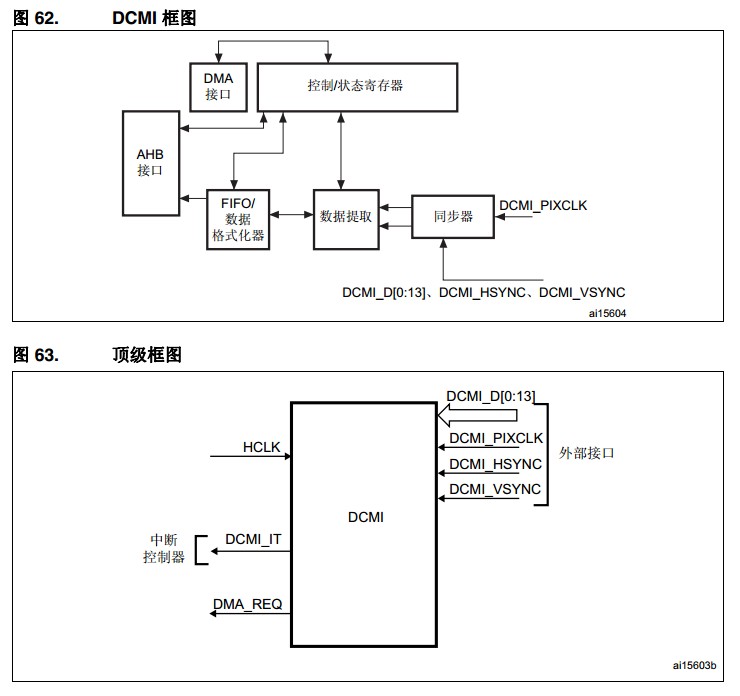 图 62. DCMI 框图
DMA
接口
控制/状态寄存器
AHB
接口
FIFO/
数据
格式化器
数据提取
同步器
DCMI_PIXCLK
DCMI_D[0:13]、DCMI_HSYNC、DCMI_VSYNC
ai15604
图 63. 顶级框图
DCMI_D[0:13]
DCMI_PIXCLK
DCMI_HSYNC
DCMI_VSYNC
外部接口
HCLK
DCMI
中断
控制器
DCMI_IT
DMA_REQ
ai15603b